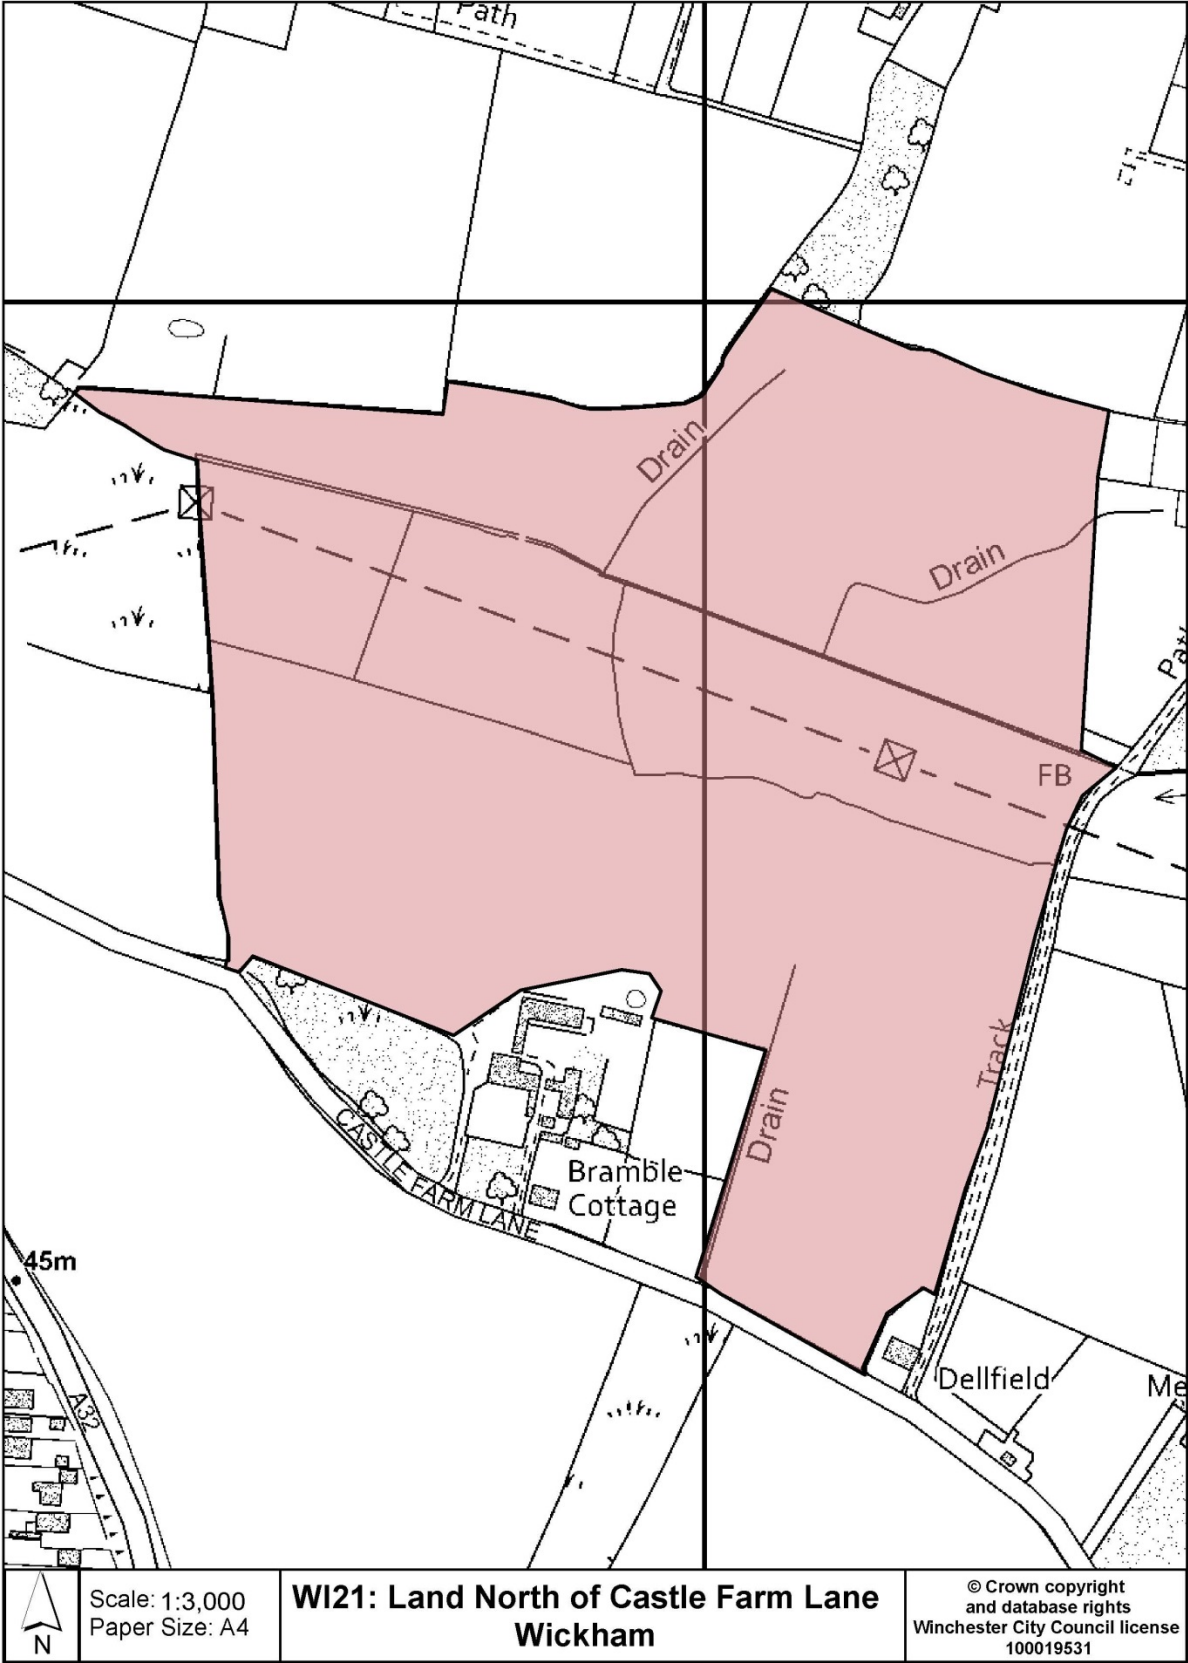 Path
Drain
Drain
FB
Track
Drain
Bramble
Cottage
CASTLE FARM LANE
45m
A32
Dellfield
N
Scale: 1:3,000
Paper Size: A4
WI21: Land North of Castle Farm Lane
Wickham
© Crown copyright
and database rights
Winchester City Council license
100019531